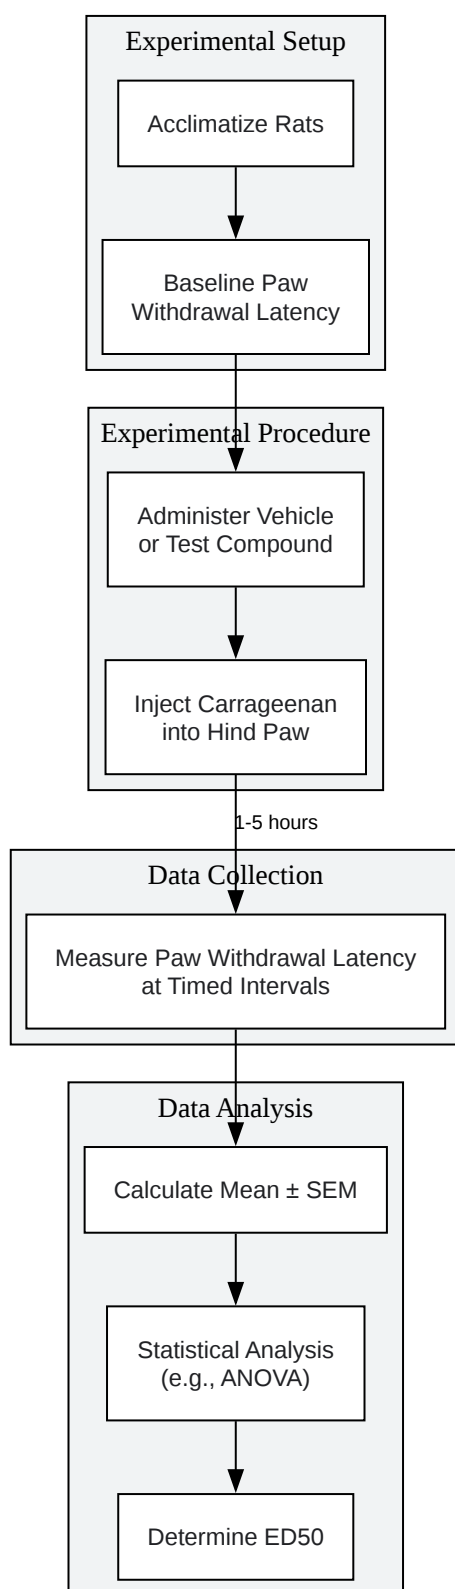 Experimental Setup
Acclimatize Rats
Baseline Paw
Withdrawal Latency
Experimental Procedure
Administer Vehicle
or Test Compound
Inject Carrageenan
into Hind Paw
1-5 hours
Data Collection
Measure Paw Withdrawal Latency
at Timed Intervals
Data Analysis
Calculate Mean ± SEM
Statistical Analysis
(e.g., ANOVA)
Determine ED50